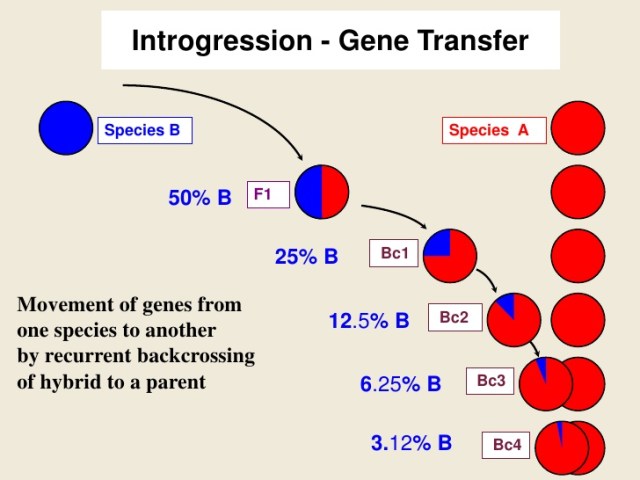 Introgression - Gene Transfer
Species B
Species A
50% B
F1
25% B
Bc1
12.5% B
Bc2
Movement of genes from
one species to another
by recurrent backcrossing
of hybrid to a parent
6.25% B
Bc3
3.12% B
Bc4